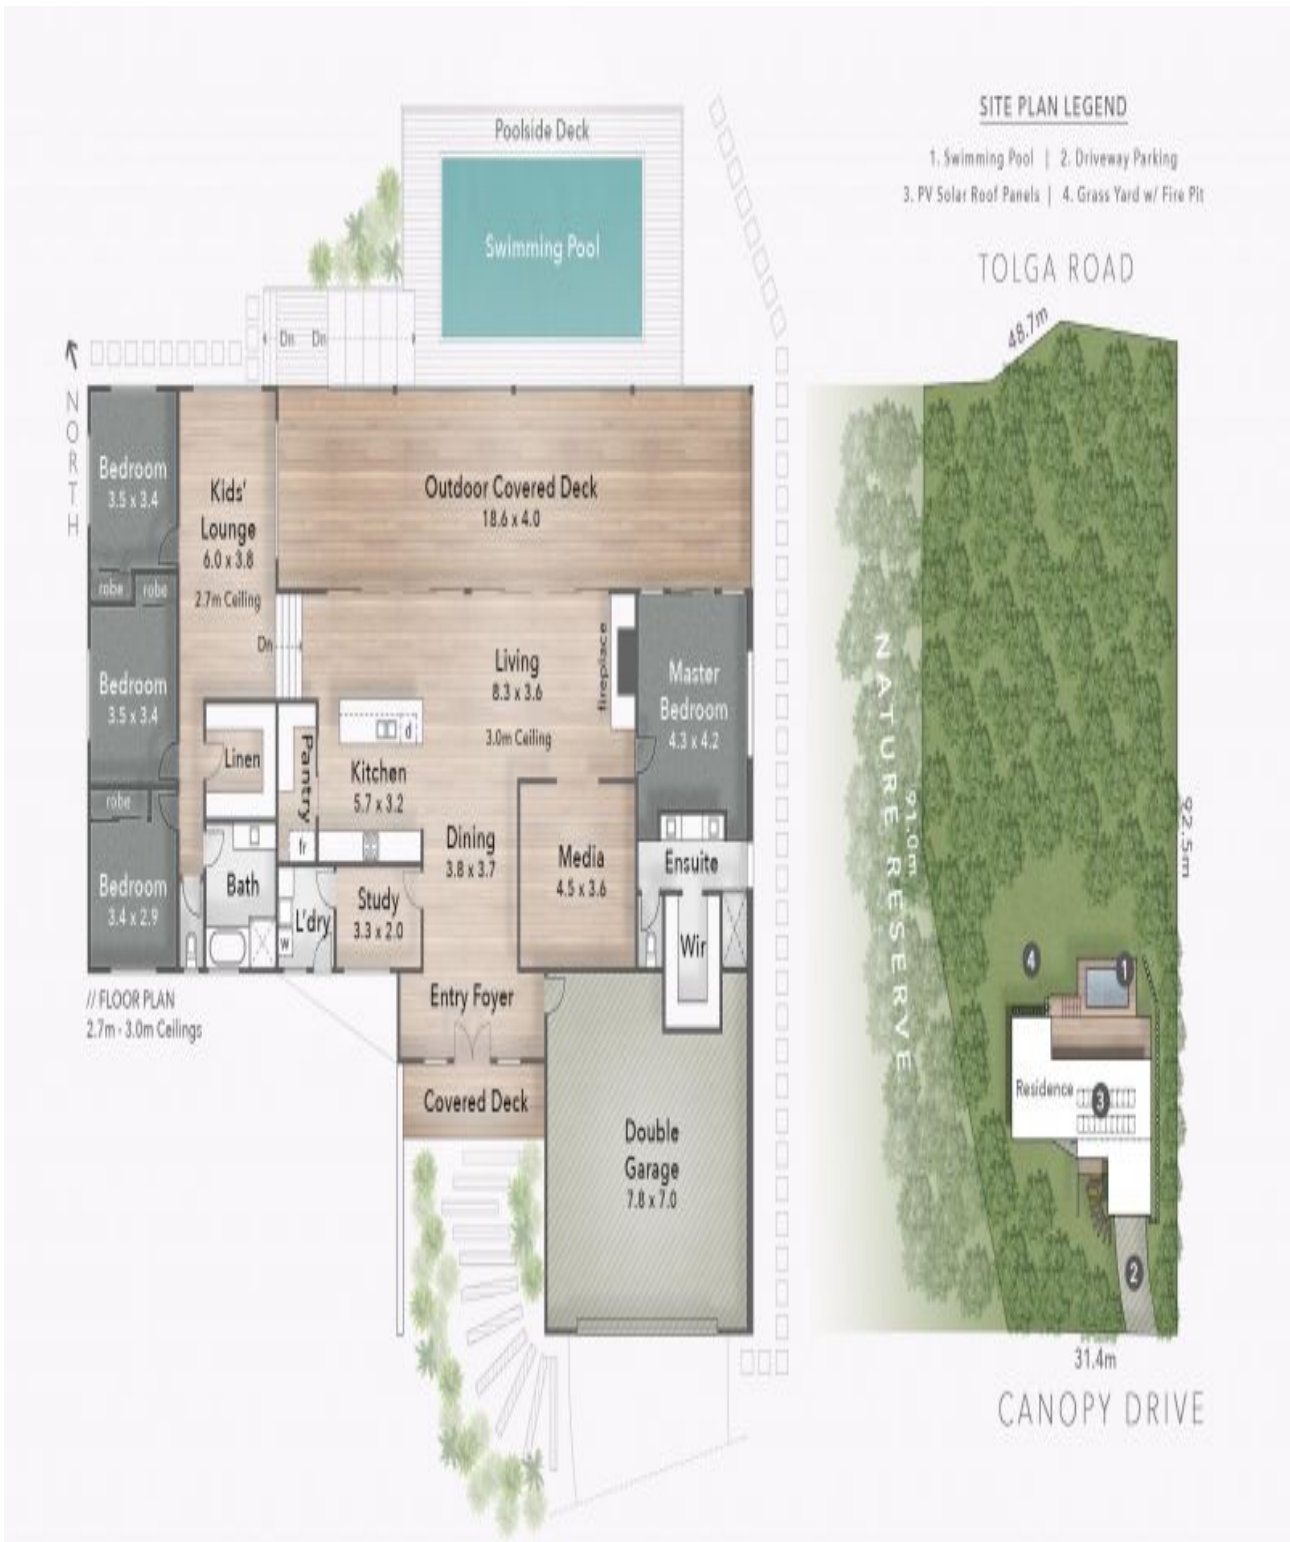 SITE PLAN LEGEND
1. Swimming Pool | 2. Driveway Parking
3. PV Solar Roof Panels | 4. Grass Yard w/ Fire Pit
TOLGA ROAD
48.7m
NATURE RESERVE
91.0m
92.5m
4
1
Residence
3
2
31.4m
CANOPY DRIVE
Poolside Deck
Swimming Pool
Dn
Dn
NORTH
Bedroom
3.5 x 3.4
Kids'
Lounge
6.0 x 3.8
2.7m Ceiling
Outdoor Covered Deck
18.6 x 4.0
robe
robe
Dn
Bedroom
3.5 x 3.4
Living
8.3 x 3.6
3.0m Ceiling
fireplace
Master
Bedroom
4.3 x 4.2
Linen
Pantry
fr
d
Kitchen
5.7 x 3.2
robe
Bedroom
3.4 x 2.9
Bath
L'dry
w
Study
3.3 x 2.0
Dining
3.8 x 3.7
Media
4.5 x 3.6
Ensuite
Wir
// FLOOR PLAN
2.7m - 3.0m Ceilings
Entry Foyer
Covered Deck
Double
Garage
7.8 x 7.0